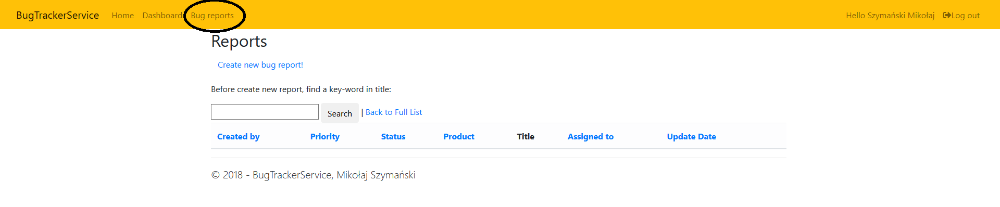 BugTrackerService Home Dashboard Bug reports Hello Szymański Mikołaj Log out
Reports
Create new bug report!
Before create new report, find a key-word in title:
Search | Back to Full List
Created by Priority Status Product Title Assigned to Update Date
© 2018 - BugTrackerService, Mikołaj Szymański